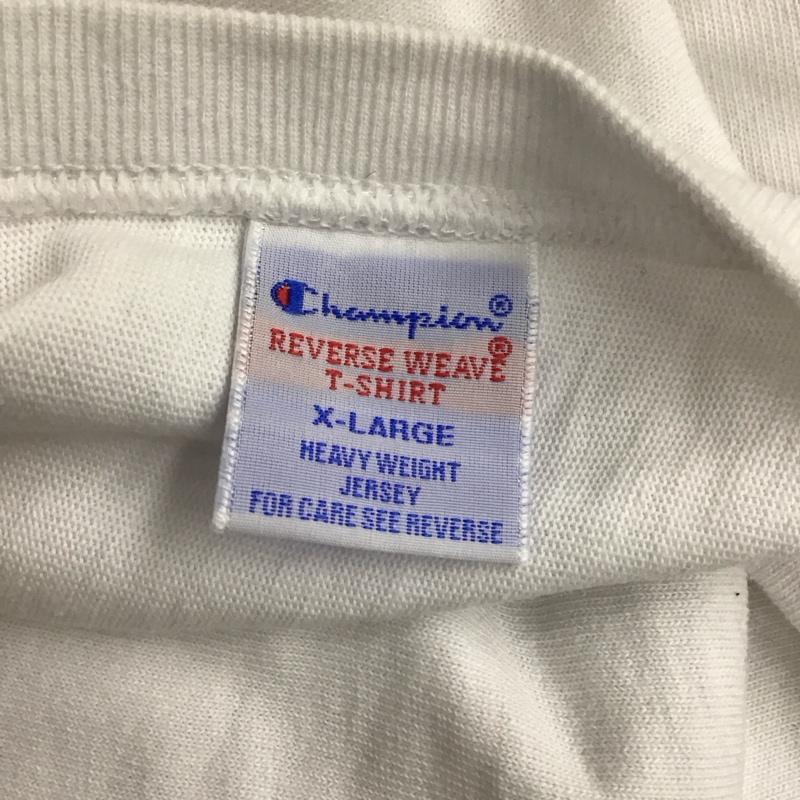 Champion®
REVERSE WEAVE®
T-SHIRT
X-LARGE
HEAVY WEIGHT
JERSEY
FOR CARE SEE REVERSE